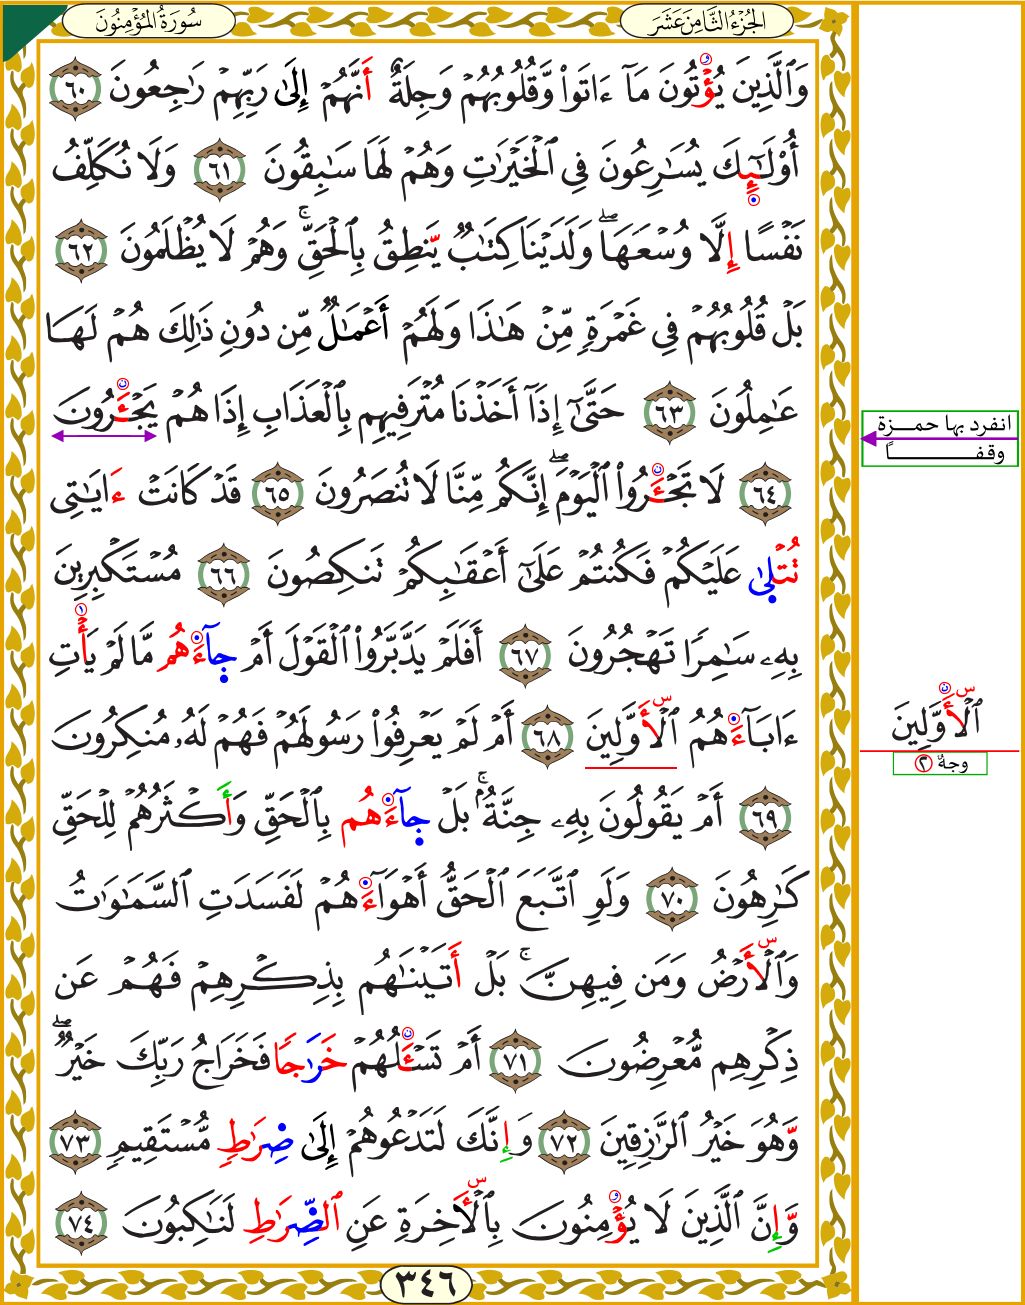 سُورَةُ المُؤْمِنُونَ
الجُزْءُ الثَّامِنَ عَشَرَ
وَٱلَّذِينَ يُؤْتُونَ مَآ ءَاتَوا۟ وَّقُلُوبُهُمْ وَجِلَةٌ أَنَّهُمْ إِلَىٰ رَبِّهِمْ رَٰجِعُونَ ٦٠
أُو۟لَـٰٓئِكَ يُسَـٰرِعُونَ فِى ٱلْخَيْرَٰتِ وَهُمْ لَهَا سَـٰبِقُونَ ٦١ وَلَا نُكَلِّفُ
نَفْسًا إِلَّا وُسْعَهَا ۖ وَلَدَيْنَا كِتَـٰبٌ يَّنطِقُ بِٱلْحَقِّ ۚ وَهُمْ لَا يُظْلَمُونَ ٦٢
بَلْ قُلُوبُهُمْ فِى غَمْرَةٍ مِّنْ هَـٰذَا وَلَهُمْ أَعْمَـٰلٌ مِّن دُونِ ذَٰلِكَ هُمْ لَهَا
عَـٰمِلُونَ ٦٣ حَتَّىٰٓ إِذَآ أَخَذْنَا مُتْرَفِيهِم بِٱلْعَذَابِ إِذَا هُمْ يَجْـَٔرُونَ
٦٤ لَا تَجْـَٔرُوا۟ ٱلْيَوْمَ ۖ إِنَّكُم مِّنَّا لَا تُنصَرُونَ ٦٥ قَدْ كَانَتْ ءَايَـٰتِى
تُتْلَىٰ عَلَيْكُمْ فَكُنتُمْ عَلَىٰٓ أَعْقَـٰبِكُمْ تَنكِصُونَ ٦٦ مُسْتَكْبِرِينَ
بِهِۦ سَـٰمِرًا تَهْجُرُونَ ٦٧ أَفَلَمْ يَدَّبَّرُوا۟ ٱلْقَوْلَ أَمْ جَآءَهُم مَّا لَمْ يَأْتِ
ءَابَآءَهُمُ ٱلْأَوَّلِينَ ٦٨ أَمْ لَمْ يَعْرِفُوا۟ رَسُولَهُمْ فَهُمْ لَهُۥ مُنكِرُونَ
٦٩ أَمْ يَقُولُونَ بِهِۦ جِنَّةٌۢ ۚ بَلْ جَآءَهُم بِٱلْحَقِّ وَأَكْثَرُهُمْ لِلْحَقِّ
كَـٰرِهُونَ ٧٠ وَلَوِ ٱتَّبَعَ ٱلْحَقُّ أَهْوَآءَهُمْ لَفَسَدَتِ ٱلسَّمَـٰوَٰتُ
وَٱلْأَرْضُ وَمَن فِيهِنَّ ۚ بَلْ أَتَيْنَـٰهُم بِذِكْرِهِمْ فَهُمْ عَن
ذِكْرِهِم مُّعْرِضُونَ ٧١ أَمْ تَسْـَٔلُهُمْ خَرَٰجًا فَخَرَاجُ رَبِّكَ خَيْرٌ ۖ
وَّهُوَ خَيْرُ ٱلرَّٰزِقِينَ ٧٢ وَإِنَّكَ لَتَدْعُوهُمْ إِلَىٰ صِرَٰطٍ مُّسْتَقِيمٍ ٧٣
وَّإِنَّ ٱلَّذِينَ لَا يُؤْمِنُونَ بِٱلْأَخِرَةِ عَنِ ٱلصِّرَٰطِ لَنَـٰكِبُونَ ٧٤
٣٤٦
انفرد بها حمزة
وقفًا
ٱلْأَوَّلِينَ
وجهٌ ٢